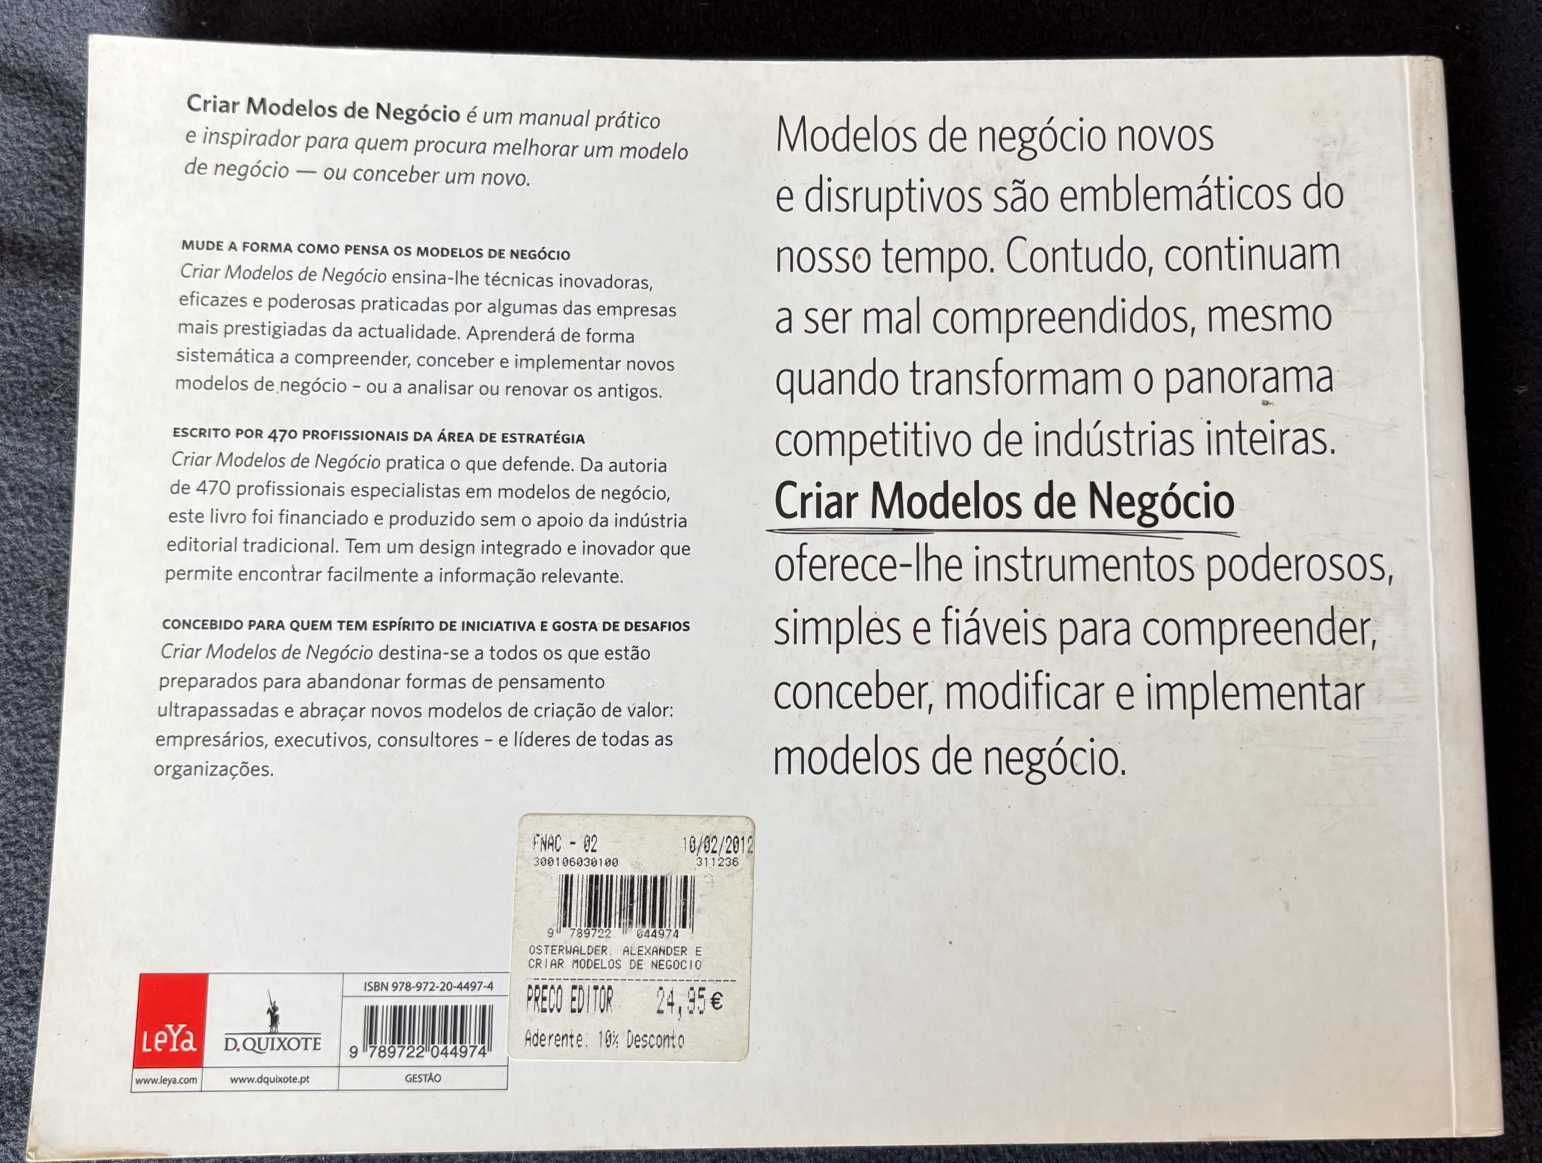 Criar Modelos de Negócio é um manual prático
e inspirador para quem procura melhorar um modelo
de negócio — ou conceber um novo.
MUDE A FORMA COMO PENSA OS MODELOS DE NEGÓCIO
Criar Modelos de Negócio ensina-lhe técnicas inovadoras,
eficazes e poderosas praticadas por algumas das empresas
mais prestigiadas da actualidade. Aprenderá de forma
sistemática a compreender, conceber e implementar novos
modelos de negócio – ou a analisar ou renovar os antigos.
ESCRITO POR 470 PROFISSIONAIS DA ÁREA DE ESTRATÉGIA
Criar Modelos de Negócio pratica o que defende. Da autoria
de 470 profissionais especialistas em modelos de negócio,
este livro foi financiado e produzido sem o apoio da indústria
editorial tradicional. Tem um design integrado e inovador que
permite encontrar facilmente a informação relevante.
CONCEBIDO PARA QUEM TEM ESPÍRITO DE INICIATIVA E GOSTA DE DESAFIOS
Criar Modelos de Negócio destina-se a todos os que estão
preparados para abandonar formas de pensamento
ultrapassadas e abraçar novos modelos de criação de valor:
empresários, executivos, consultores – e líderes de todas as
organizações.
Modelos de negócio novos
e disruptivos são emblemáticos do
nosso tempo. Contudo, continuam
a ser mal compreendidos, mesmo
quando transformam o panorama
competitivo de indústrias inteiras.
Criar Modelos de Negócio
oferece-lhe instrumentos poderosos,
simples e fiáveis para compreender,
conceber, modificar e implementar
modelos de negócio.
FNAC - 02 10/02/2012
300106030100 311236
9 789722 044974
OSTERWALDER, ALEXANDER E
CRIAR MODELOS DE NEGOCIO
PRECO EDITOR 24,95€
Aderente: 10% Desconto
LeYa
www.leya.com
D.QUIXOTE
www.dquixote.pt
ISBN 978-972-20-4497-4
9 789722 044974
GESTÃO